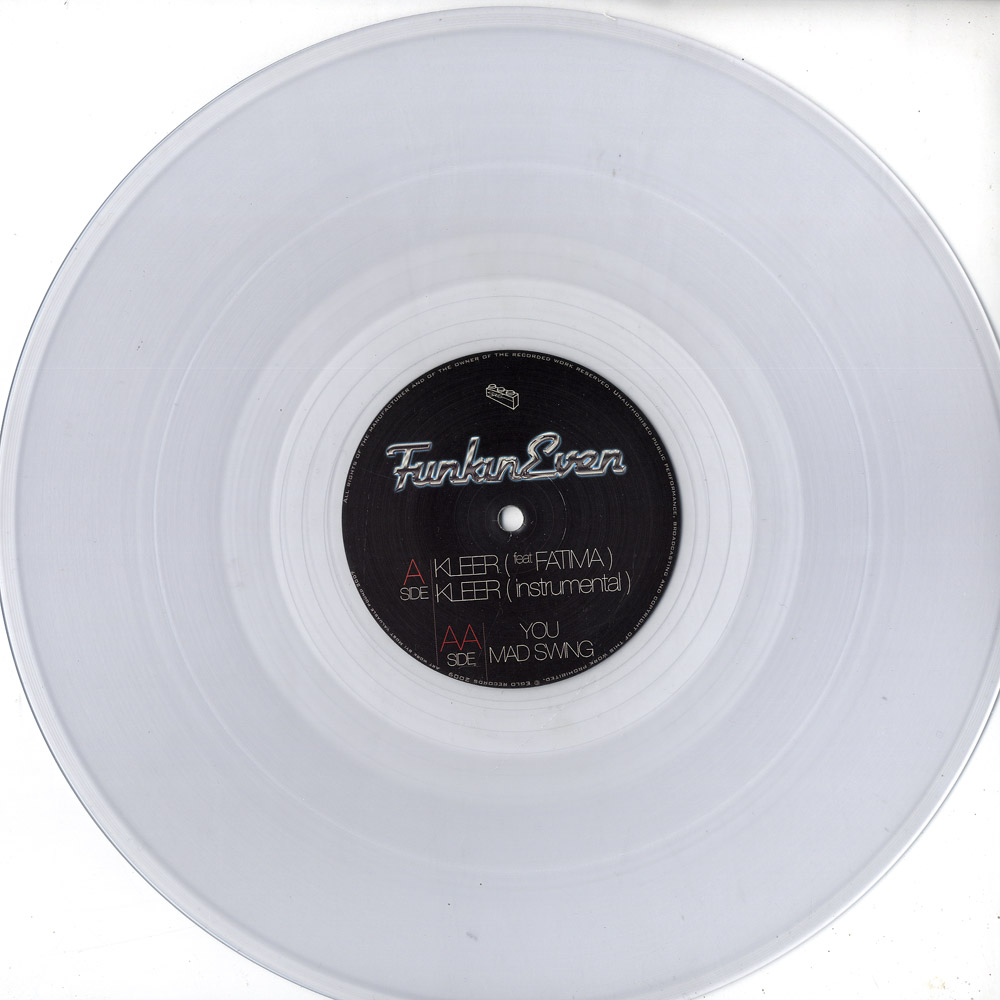 ALL RIGHTS OF THE MANUFACTURER AND OF THE OWNER OF THE RECORDED WORK RESERVED. UNAUTHORISED PUBLIC PERFORMANCE, BROADCASTING AND COPYRIGHT OF THIS WORK PROHIBITED. © EGLO RECORDS 2009
FunkinEven
A SIDE
KLEER ( feat FATIMA )
KLEER ( instrumental )
AA SIDE
YOU
MAD SWING